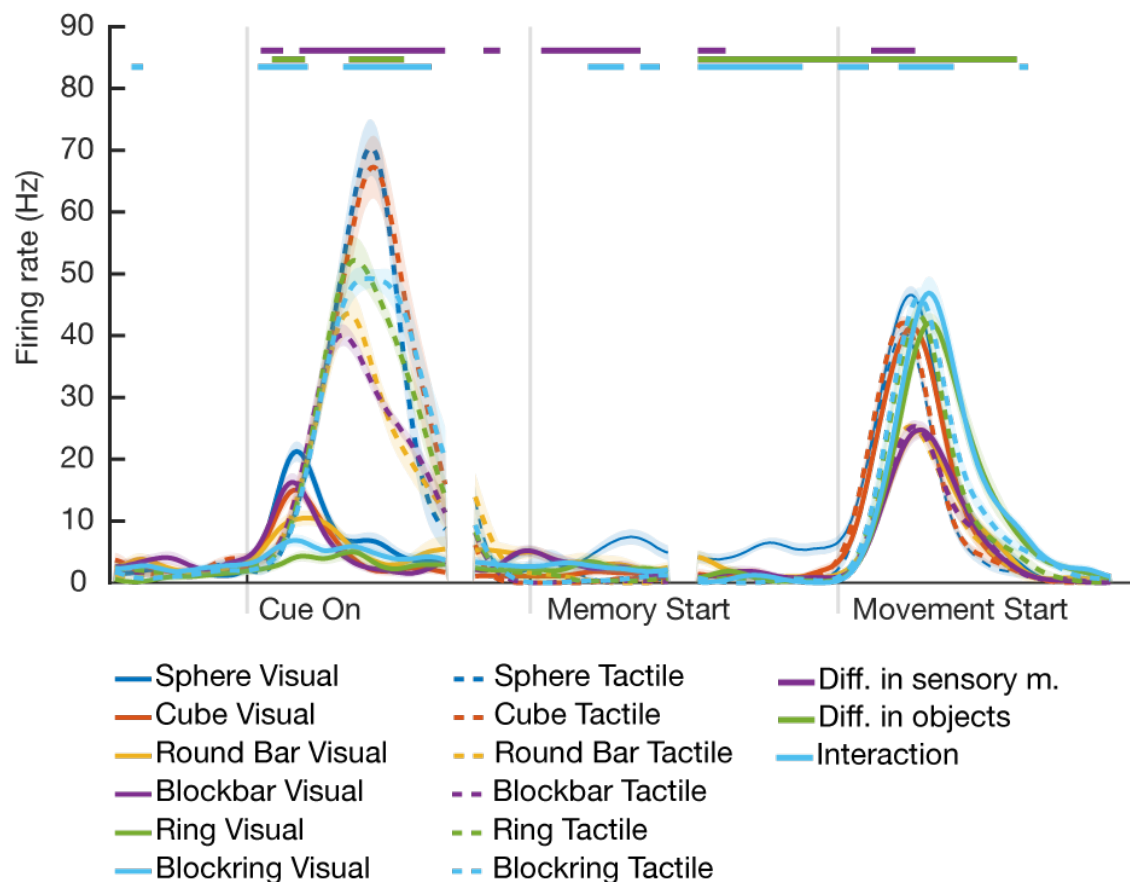 90
80
70
60
50
40
30
20
10
0
Firing rate (Hz)
Cue On
Memory Start
Movement Start
Sphere Visual
Cube Visual
Round Bar Visual
Blockbar Visual
Ring Visual
Blockring Visual
Sphere Tactile
Cube Tactile
Round Bar Tactile
Blockbar Tactile
Ring Tactile
Blockring Tactile
Diff. in sensory m.
Diff. in objects
Interaction